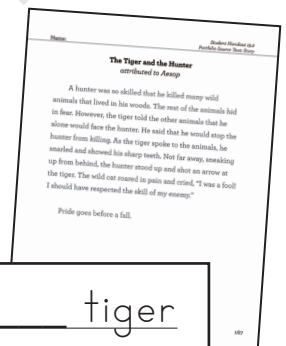 Name:
Student Handout 19A
Portfolio Source Text: Story
The Tiger and the Hunter
attributed to Aesop
A hunter was so skilled that he killed many wild
animals that lived in his woods. The rest of the animals hid
in fear. However, the tiger told the other animals that he
alone would face the hunter. He said that he would stop the
hunter from killing. As the tiger spoke to the animals, he
snarled and showed his sharp teeth. Not far away, sneaking
up from behind, the hunter stood up and shot an arrow at
the tiger. The wild cat roared in pain and cried, "I was a fool!
I should have respected the skill of my enemy."
Pride goes before a fall.
187
tiger